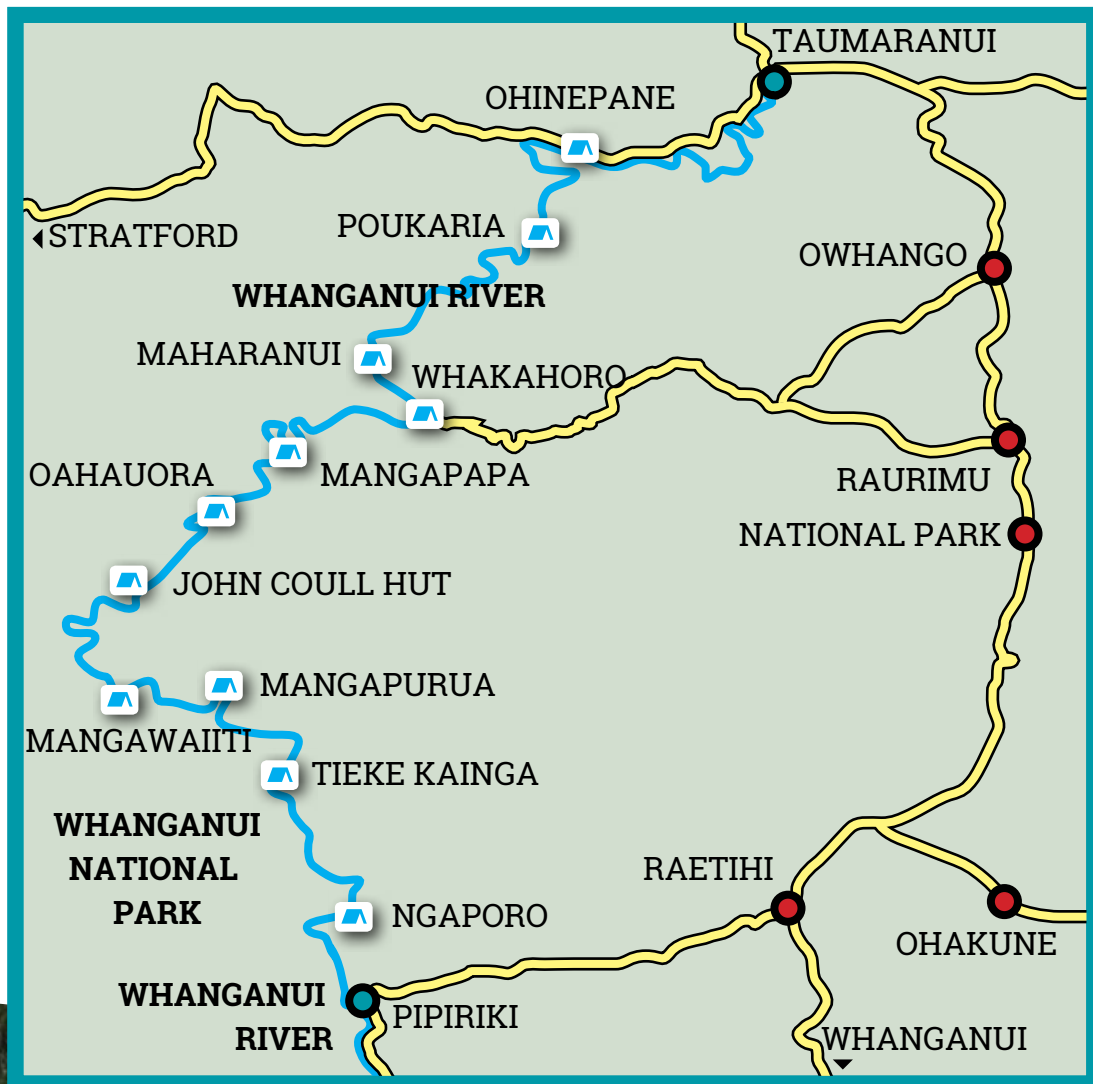 TAUMARANUI
OHINEPANE
POUKARIA
STRATFORD
OWHANGO
WHANGANUI RIVER
MAHARANUI
WHAKAHORO
OAHAUORA
MANGAPAPA
RAURIMU
NATIONAL PARK
JOHN COULL HUT
MANGAPURUA
MANGAWAIITI
TIEKE KAINGA
WHANGANUI
NATIONAL
PARK
RAETIHI
NGAPORO
OHAKUNE
WHANGANUI
RIVER
PIPIRIKI
WHANGANUI